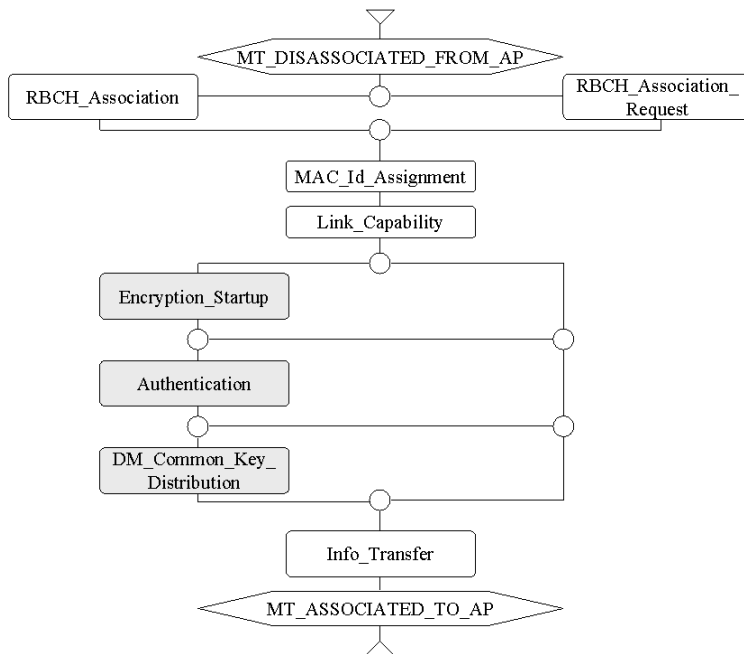 MT_DISASSOCIATED_FROM_AP
RBCH_Association
RBCH_Association_
Request
MAC_Id_Assignment
Link_Capability
Encryption_Startup
Authentication
DM_Common_Key_
Distribution
Info_Transfer
MT_ASSOCIATED_TO_AP